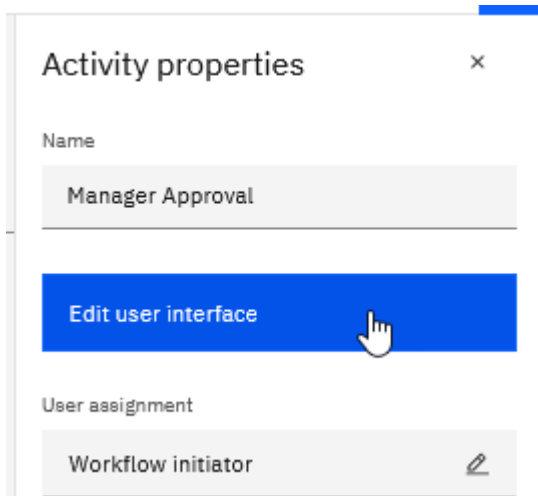 Activity properties
Name
Manager Approval
Edit user interface
User assignment
Workflow initiator